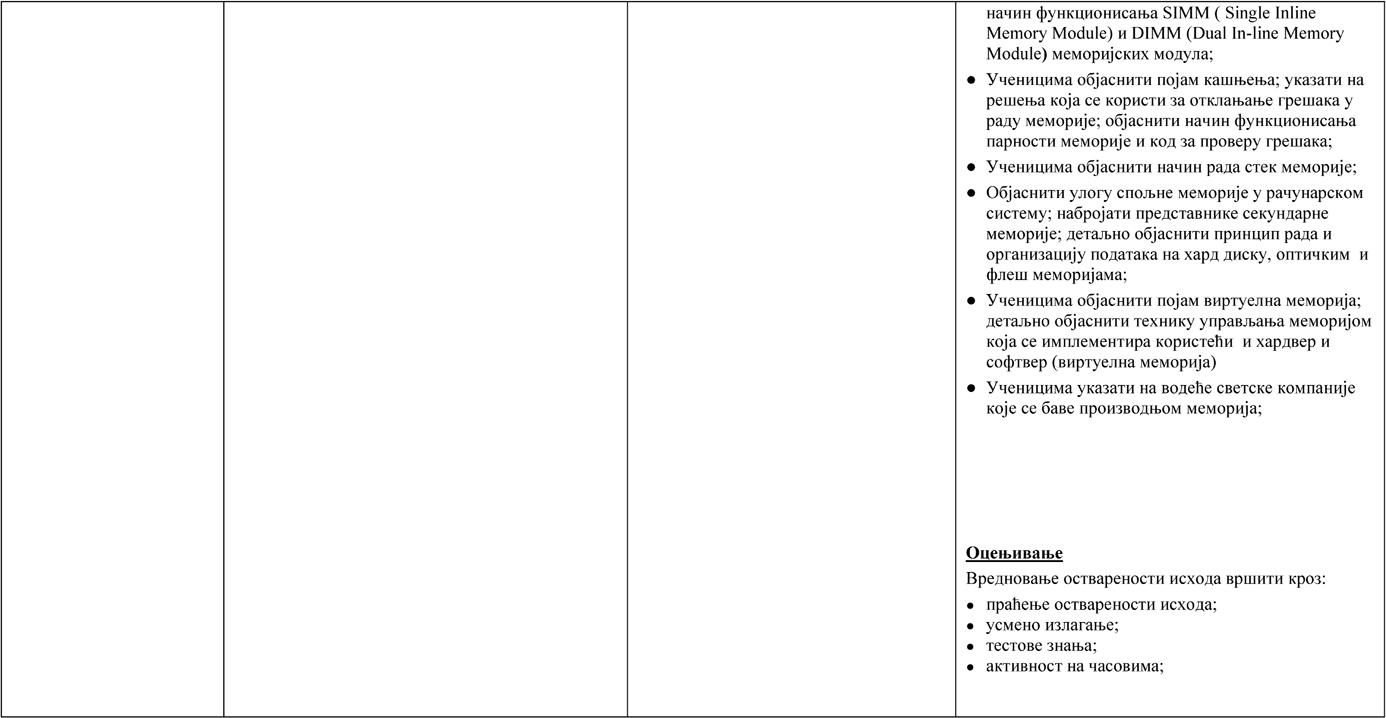 начин функционисања SIMM ( Single Inline
Memory Module) и DIMM (Dual In-line Memory
Module) меморијских модула;
● Ученицима објаснити појам кашњења; указати на
решења која се користи за отклањање грешака у
раду меморије; објаснити начин функционисања
парности меморије и код за проверу грешака;
● Ученицима објаснити начин рада стек меморије;
● Објаснити улогу спољне меморије у рачунарском
систему; набројати представнике секундарне
меморије; детаљно објаснити принцип рада и
организацију података на хард диску, оптичким и
флеш меморијама;
● Ученицима објаснити појам виртуелна меморија;
детаљно објаснити технику управљања меморијом
која се имплементира користећи и хардвер и
софтвер (виртуелна меморија)
● Ученицима указати на водеће светске компаније
које се баве производњом меморија;
Оцењивање
Вредновање остварености исхода вршити кроз:
● праћење остварености исхода;
● усмено излагање;
● тестове знања;
● активност на часовима;